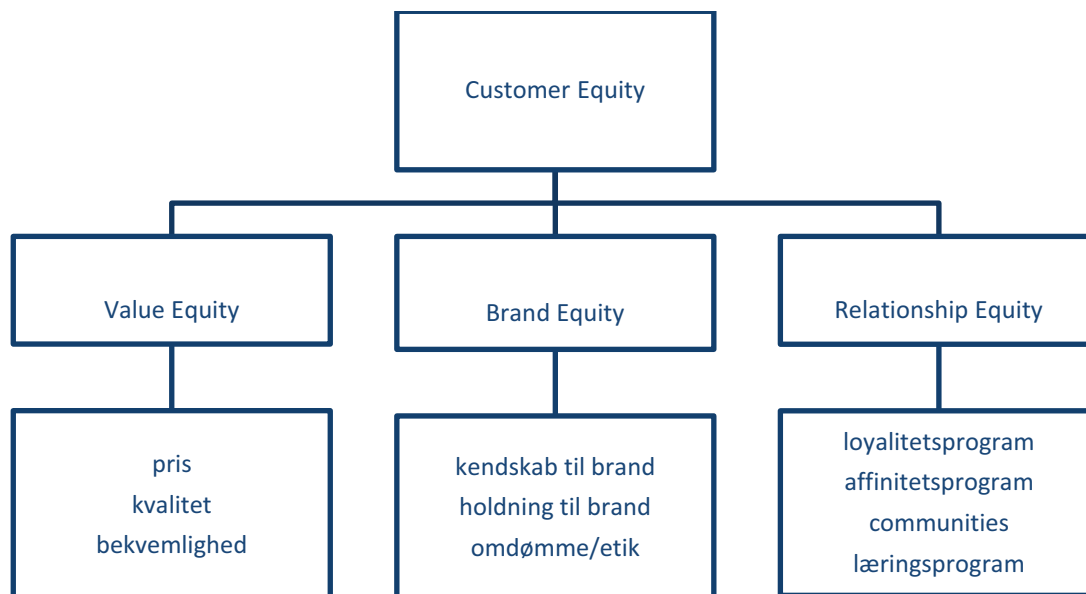 Customer Equity
Value Equity
Brand Equity
Relationship Equity
pris
kvalitet
bekvemlighed
kendskab til brand
holdning til brand
omdømme/etik
loyalitetsprogram
affinitetsprogram
communities
læringsprogram